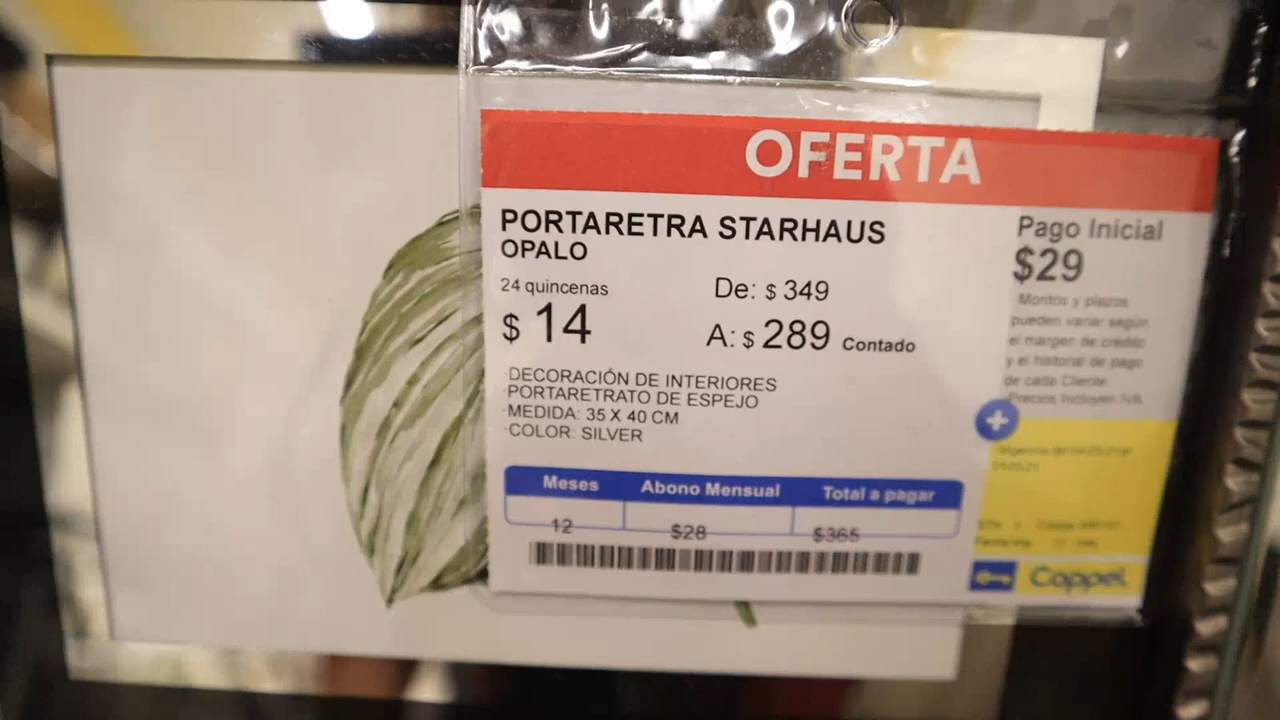 OFERTA
PORTARETRA STARHAUS
OPALO
24 quincenas
$ 14
De: $ 349
A: $ 289 Contado
·DECORACIÓN DE INTERIORES
·PORTARETRATO DE ESPEJO
·MEDIDA: 35 X 40 CM
·COLOR: SILVER
Meses Abono Mensual Total a pagar
12 $28 $365
Pago Inicial
$29
Montos y plazos
pueden variar según
el margen de crédito
y el historial de pago
de cada Cliente.
Precios Incluyen IVA
Coppel